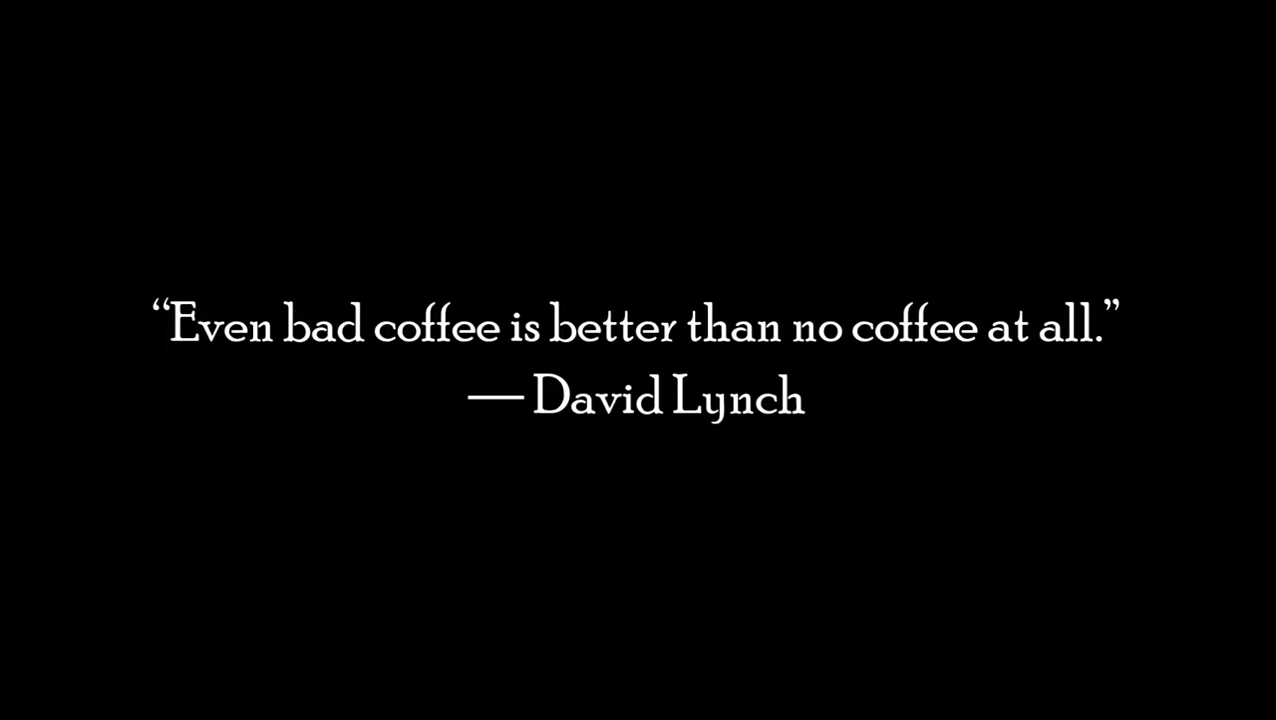 “Even bad coffee is better than no coffee at all.”
— David Lynch